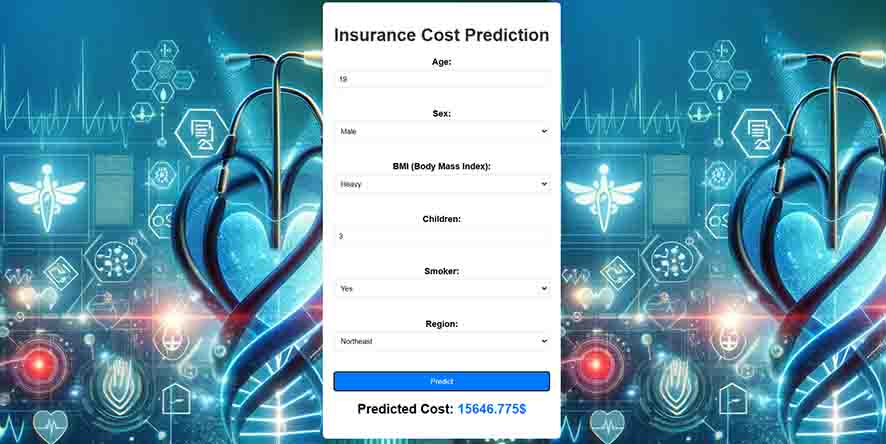 Insurance Cost Prediction
Age:
19
Sex:
Male
BMI (Body Mass Index):
Heavy
Children:
3
Smoker:
Yes
Region:
Northeast
Predict
Predicted Cost: 15646.775$